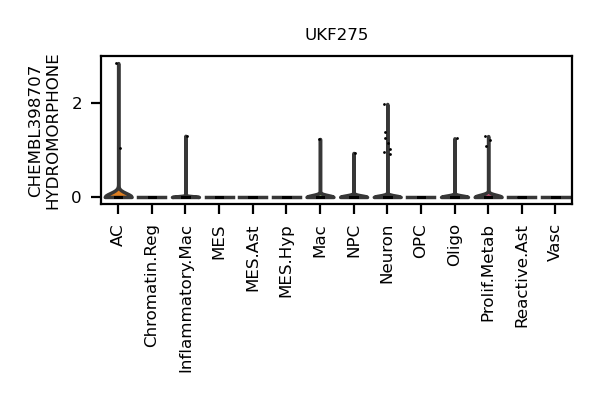 UKF275
CHEMBL398707
HYDROMORPHONE
2
0
AC
Chromatin.Reg
Inflammatory.Mac
MES
MES.Ast
MES.Hyp
Mac
NPC
Neuron
OPC
Oligo
Prolif.Metab
Reactive.Ast
Vasc